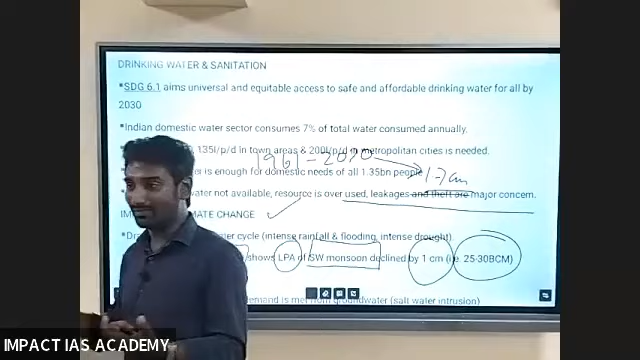 DRINKING WATER & SANITATION
*SDG 6.1 aims universal and equitable access to safe and affordable drinking water for all by
2030
*Indian domestic water sector consumes 7% of total water consumed annually.
135l/p/d in town areas & 200l/p/d in metropolitan cities is needed.
1961-2010
er is enough for domestic needs of all 1.35bn people
1-7 cm
water not available, resource is over used, leakages and theft are major concern.
IM MATE CHANGE
*Dr ter cycle (intense rainfall & flooding, intense drought).
shows LPA of SW monsoon declined by 1 cm (i.e. 25-30BCM)
demand is met from groundwater (salt water intrusion)
IMPACT IAS ACADEMY